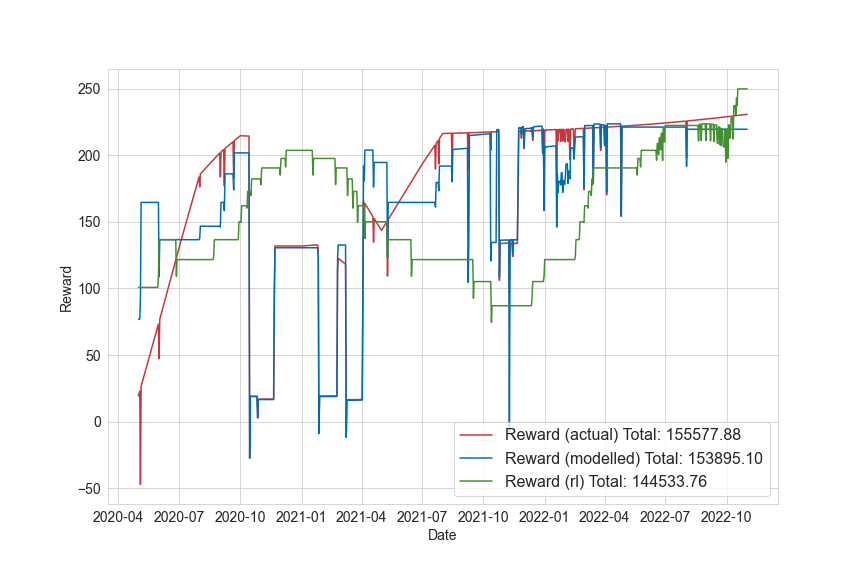 250
200
150
100
50
0
−50
Reward
2020-04 2020-07 2020-10 2021-01 2021-04 2021-07 2021-10 2022-01 2022-04 2022-07 2022-10
Date
Reward (actual) Total: 155577.88
Reward (modelled) Total: 153895.10
Reward (rl) Total: 144533.76